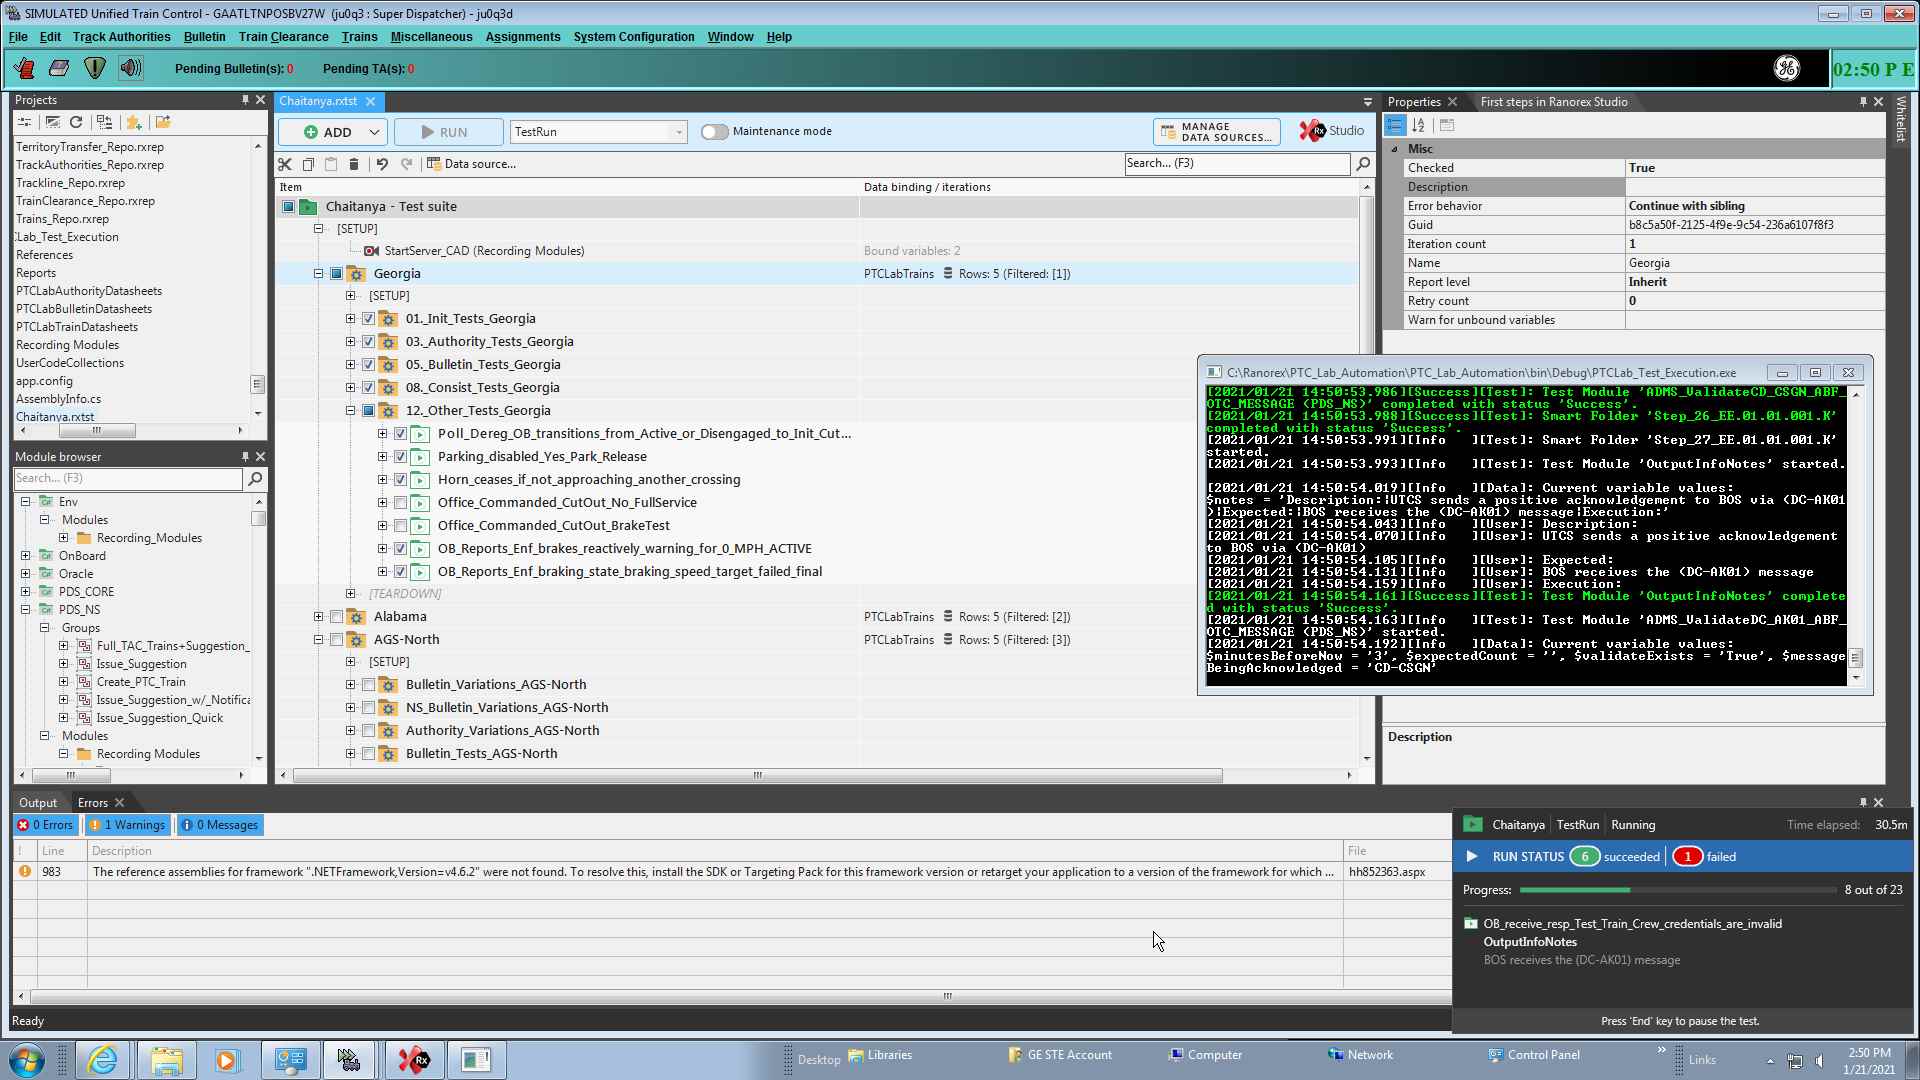 SIMULATED Unified Train Control - GAATLTNPOSBV27W  (ju0q3 : Super Dispatcher) - ju0q3d
File Edit Track Authorities Bulletin Train Clearance Trains Miscellaneous Assignments System Configuration Window Help
Pending Bulletin(s): 0 Pending TA(s): 0
02:50 P E
Projects
TerritoryTransfer_Repo.rxrep
TrackAuthorities_Repo.rxrep
Trackline_Repo.rxrep
TrainClearance_Repo.rxrep
Trains_Repo.rxrep
Lab_Test_Execution
References
Reports
PTCLabAuthorityDatasheets
PTCLabBulletinDatasheets
PTCLabTrainDatasheets
Recording Modules
UserCodeCollections
app.config
AssemblyInfo.cs
Chaitanya.rxtst
Module browser
Search... (F3)
Env
Modules
Recording_Modules
OnBoard
Oracle
PDS_CORE
PDS_NS
Groups
Full_TAC_Trains+Suggestion_
Issue_Suggestion
Create_PTC_Train
Issue_Suggestion_w/_Notifica
Issue_Suggestion_Quick
Modules
Recording Modules
Chaitanya.rxtst
ADD RUN TestRun Maintenance mode MANAGE DATA SOURCES... Rx Studio
Data source... Search... (F3)
Item Data binding / iterations
Chaitanya - Test suite
[SETUP]
StartServer_CAD (Recording Modules) Bound variables: 2
Georgia PTCLabTrains Rows: 5 (Filtered: [1])
[SETUP]
01._Init_Tests_Georgia
03._Authority_Tests_Georgia
05._Bulletin_Tests_Georgia
08._Consist_Tests_Georgia
12._Other_Tests_Georgia
Poll_Dereg_OB_transitions_from_Active_or_Disengaged_to_Init_Cut...
Parking_disabled_Yes_Park_Release
Horn_ceases_if_not_approaching_another_crossing
Office_Commanded_CutOut_No_FullService
Office_Commanded_CutOut_BrakeTest
OB_Reports_Enf_brakes_reactively_warning_for_0_MPH_ACTIVE
OB_Reports_Enf_braking_state_braking_speed_target_failed_final
[TEARDOWN]
Alabama PTCLabTrains Rows: 5 (Filtered: [2])
AGS-North PTCLabTrains Rows: 5 (Filtered: [3])
[SETUP]
Bulletin_Variations_AGS-North
NS_Bulletin_Variations_AGS-North
Authority_Variations_AGS-North
Bulletin_Tests_AGS-North
Properties First steps in Ranorex Studio
Whitelist
Misc
Checked True
Description
Error behavior Continue with sibling
Guid b8c5a50f-2125-4f9e-9c54-236a6107f8f3
Iteration count 1
Name Georgia
Report level Inherit
Retry count 0
Warn for unbound variables
Description
C:\Ranorex\PTC_Lab_Automation\PTC_Lab_Automation\bin\Debug\PTCLab_Test_Execution.exe
[2021/01/21 14:50:53.986][Success][Test]: Test Module 'ADMS_ValidateCD_CSGN_ABF_
OTC_MESSAGE (PDS_NS)' completed with status 'Success'.
[2021/01/21 14:50:53.988][Success][Test]: Smart Folder 'Step_26_EE.01.01.001.K'
completed with status 'Success'.
[2021/01/21 14:50:53.991][Info   ][Test]: Smart Folder 'Step_27_EE.01.01.001.K'
started.
[2021/01/21 14:50:53.993][Info   ][Test]: Test Module 'OutputInfoNotes' started.
[2021/01/21 14:50:54.019][Info   ][Data]: Current variable values:
$notes = 'Description:|UTCS sends a positive acknowledgement to BOS via (DC-AK01
)|Expected:|BOS receives the (DC-AK01) message|Execution:'
[2021/01/21 14:50:54.043][Info   ][User]: Description:
[2021/01/21 14:50:54.070][Info   ][User]: UTCS sends a positive acknowledgement
to BOS via (DC-AK01)
[2021/01/21 14:50:54.105][Info   ][User]: Expected:
[2021/01/21 14:50:54.131][Info   ][User]: BOS receives the (DC-AK01) message
[2021/01/21 14:50:54.159][Info   ][User]: Execution:
[2021/01/21 14:50:54.161][Success][Test]: Test Module 'OutputInfoNotes' complete
d with status 'Success'.
[2021/01/21 14:50:54.163][Info   ][Test]: Test Module 'ADMS_ValidateDC_AK01_ABF_
OTC_MESSAGE (PDS_NS)' started.
[2021/01/21 14:50:54.192][Info   ][Data]: Current variable values:
$minutesBeforeNow = '3', $expectedCount = '', $validateExists = 'True', $message
BeingAcknowledged = 'CD-CSGN'
Output Errors
0 Errors 1 Warnings 0 Messages
! Line Description File
983 The reference assemblies for framework ".NETFramework,Version=v4.6.2" were not found. To resolve this, install the SDK or Targeting Pack for this framework version or retarget your application to a version of the framework for which ... hh852363.aspx
Ready
Chaitanya TestRun Running Time elapsed: 30.5m
RUN STATUS 6 succeeded 1 failed
Progress: 8 out of 23
OB_receive_resp_Test_Train_Crew_credentials_are_invalid
OutputInfoNotes
BOS receives the (DC-AK01) message
Press 'End' key to pause the test.
Desktop Libraries GE STE Account Computer Network Control Panel » Links
2:50 PM
1/21/2021